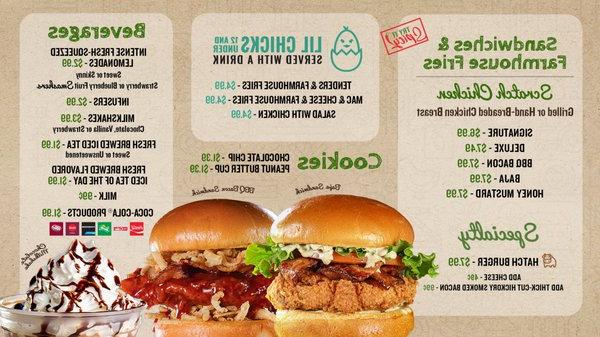 Sandwiches &
Farmhouse Fries
TRY IT
Spicy
Scratch Chicken
Grilled or Hand-Breaded Chicken Breast
SIGNATURE - $6.99
DELUXE - $7.49
BBQ BACON - $7.99
BAJA - $7.99
HONEY MUSTARD - $7.99
Specialty
HATCH BURGER - $7.99
ADD CHEESE - 49¢
ADD THICK-CUT HICKORY SMOKED BACON - 99¢
LIL CHICKS 12 AND UNDER
SERVED WITH A DRINK
TENDERS & FARMHOUSE FRIES - $4.99
MAC & CHEESE & FARMHOUSE FRIES - $4.99
SALAD WITH CHICKEN - $4.99
Cookies
CHOCOLATE CHIP - $1.39
PEANUT BUTTER CUP - $1.39
Baja Sandwich
BBQ Bacon Sandwich
Beverages
INTENSE FRESH-SQUEEZED
LEMONADES - $2.99
Sweet or Skinny
Strawberry or Blueberry Fruit Smashers
INFUSERS - $2.99
MILKSHAKES - $3.99
Chocolate, Vanilla Strawberry
FRESH BREWED ICED TEA - $1.99
Sweet or Unsweetened
FRESH BREWED FLAVORED
ICED TEA OF THE DAY - $1.99
MILK - 99¢
COCA-COLA® PRODUCTS - $1.99
Chocolate
Milkshake